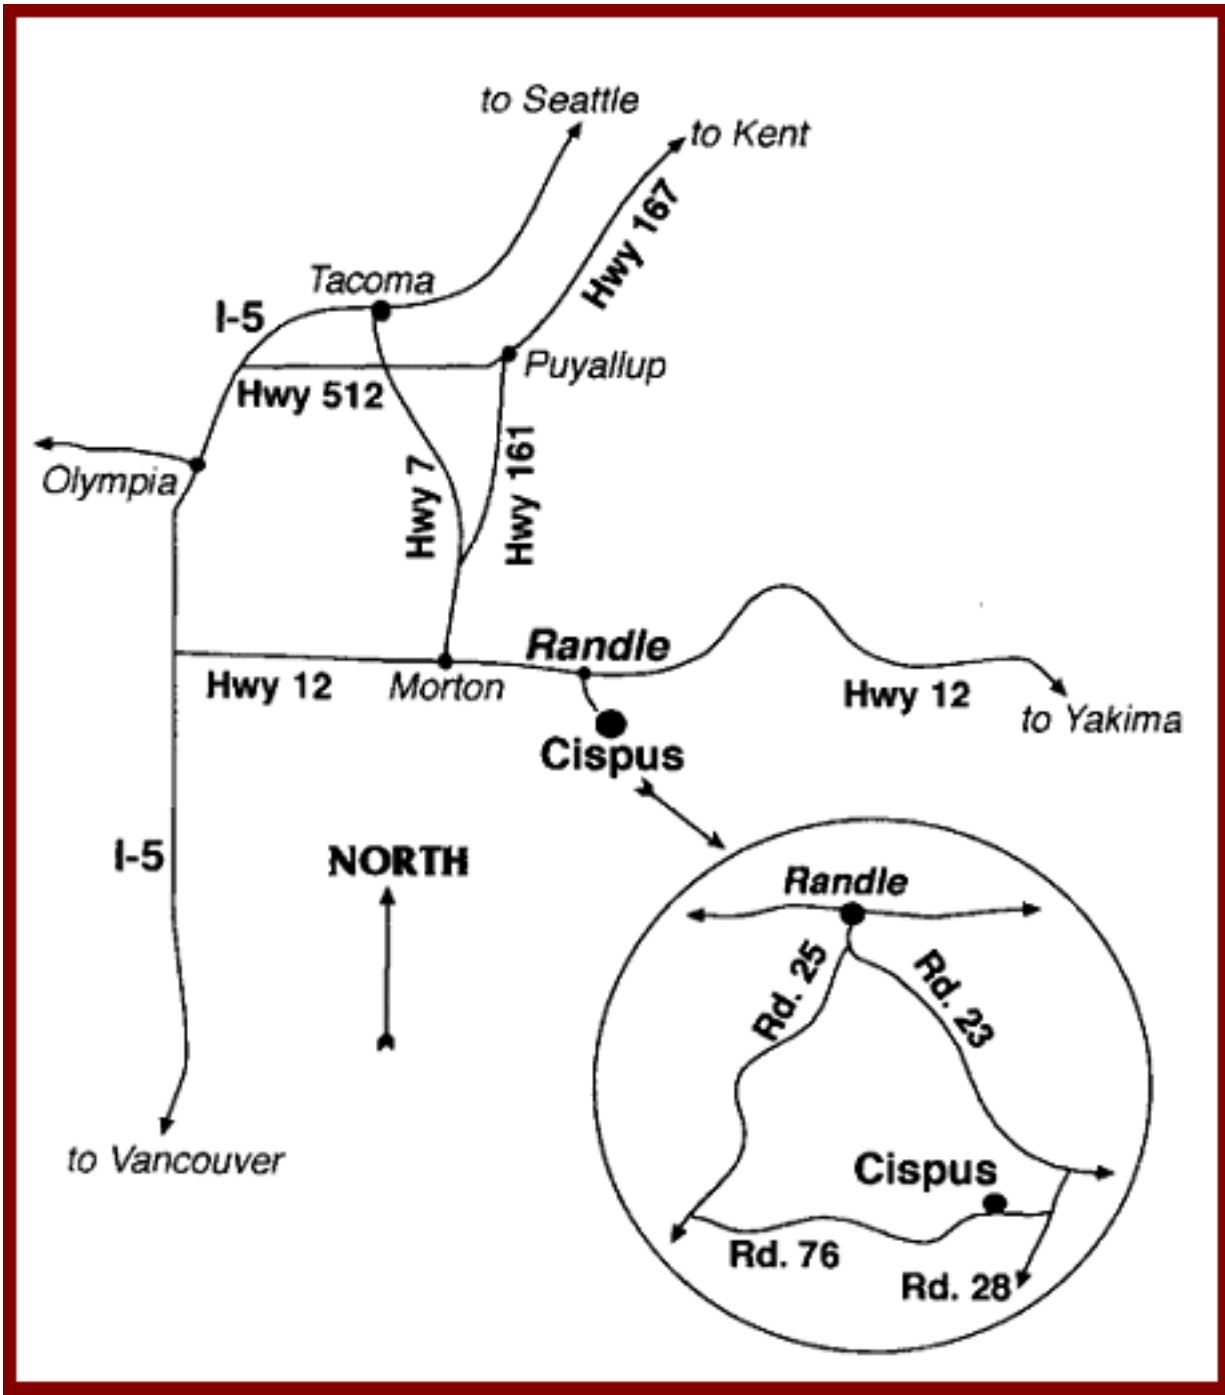 to Seattle
to Kent
Hwy 167
Tacoma
I-5
Puyallup
Hwy 512
Olympia
Hwy 7
Hwy 161
Randle
Hwy 12
Morton
Hwy 12
to Yakima
Cispus
I-5
NORTH
Randle
Rd. 25
Rd. 23
to Vancouver
Cispus
Rd. 76
Rd. 28